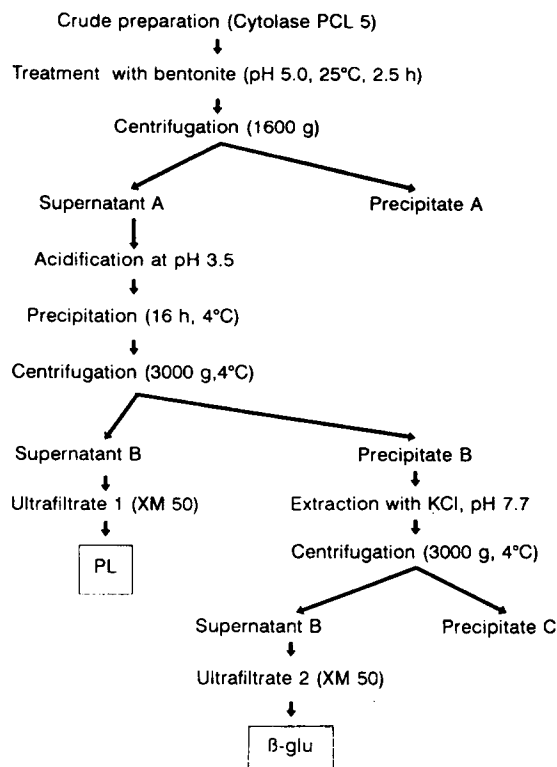 Crude preparation (Cytolase PCL 5)
Treatment with bentonite (pH 5.0, 25°C, 2.5 h)
Centrifugation (1600 g)
Supernatant A
Precipitate A
Acidification at pH 3.5
Precipitation (16 h, 4°C)
Centrifugation (3000 g,4°C)
Supernatant B
Precipitate B
Ultrafiltrate 1 (XM 50)
Extraction with KCl, pH 7.7
PL
Centrifugation (3000 g, 4°C)
Supernatant B
Precipitate C
Ultrafiltrate 2 (XM 50)
ß-glu